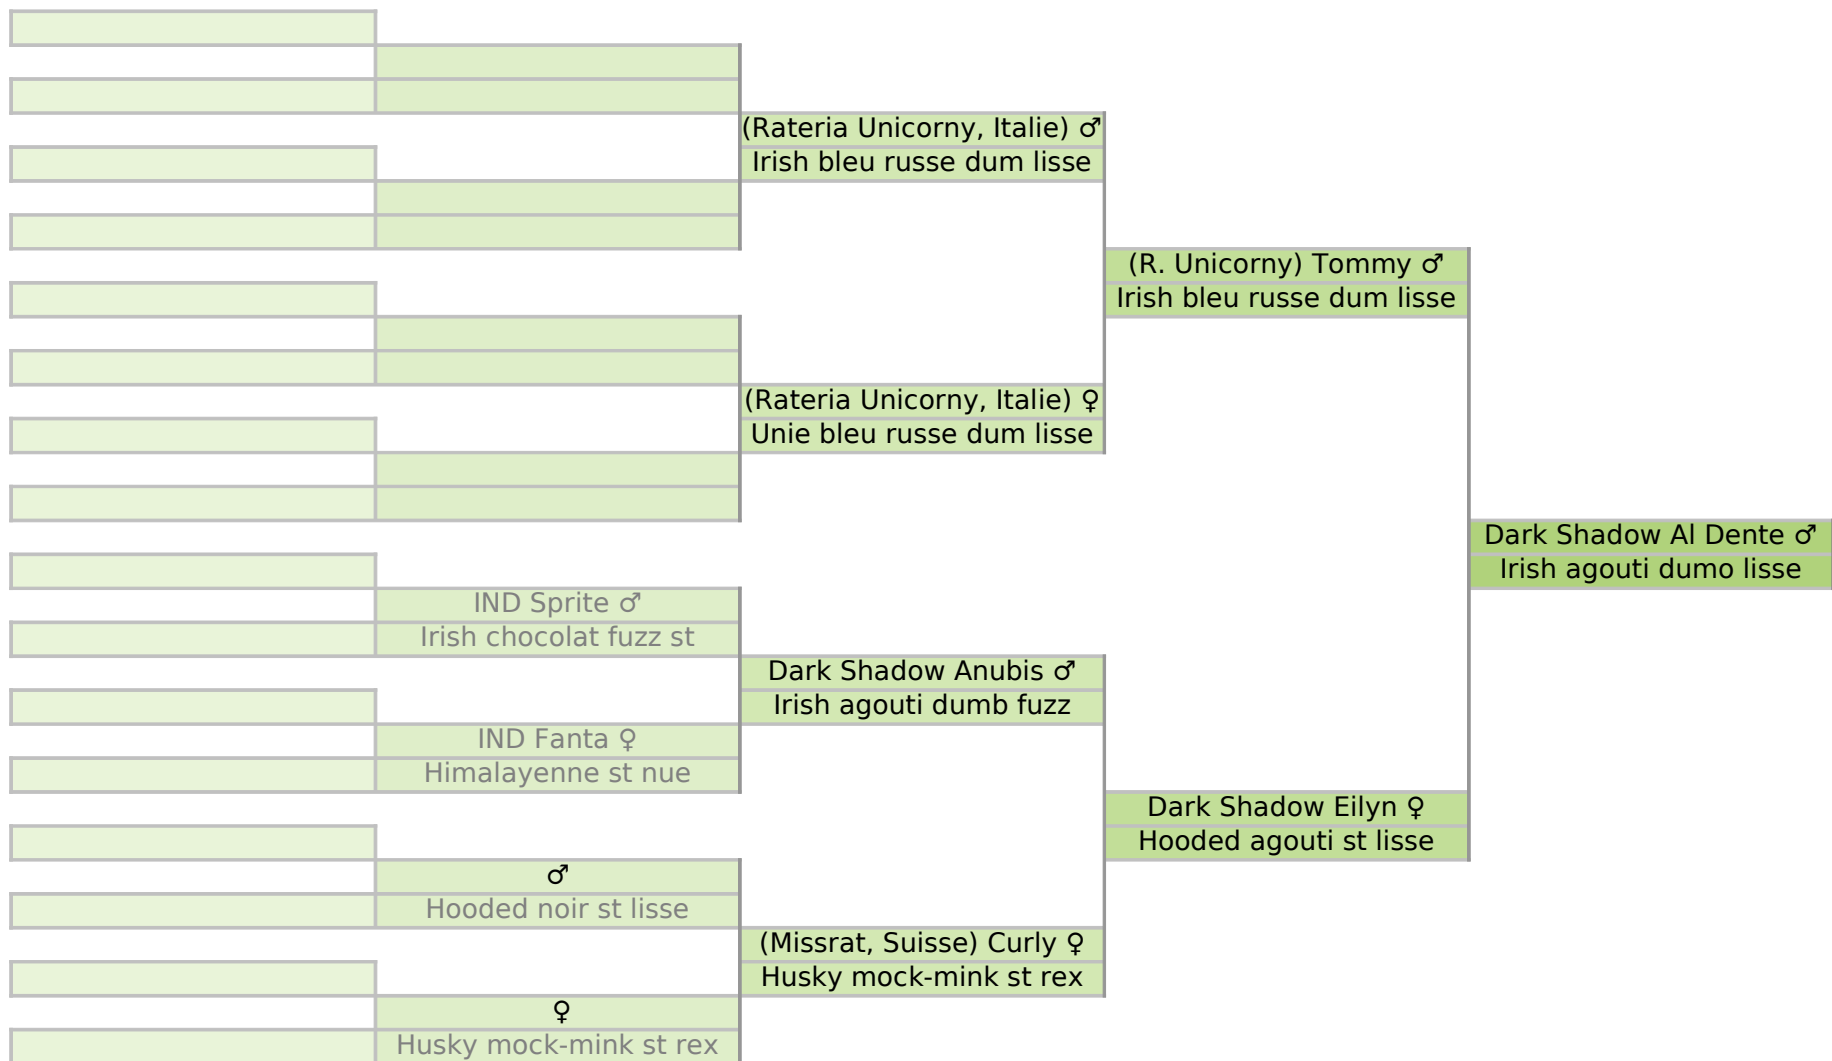 (Rateria Unicorny, Italie) ♂
Irish bleu russe dum lisse
(R. Unicorny) Tommy ♂
Irish bleu russe dum lisse
(Rateria Unicorny, Italie) ♀
Unie bleu russe dum lisse
Dark Shadow Al Dente ♂
Irish agouti dumo lisse
IND Sprite ♂
Irish chocolat fuzz st
Dark Shadow Anubis ♂
Irish agouti dumb fuzz
IND Fanta ♀
Himalayenne st nue
Dark Shadow Eilyn ♀
Hooded agouti st lisse
♂
Hooded noir st lisse
(Missrat, Suisse) Curly ♀
Husky mock-mink st rex
♀
Husky mock-mink st rex